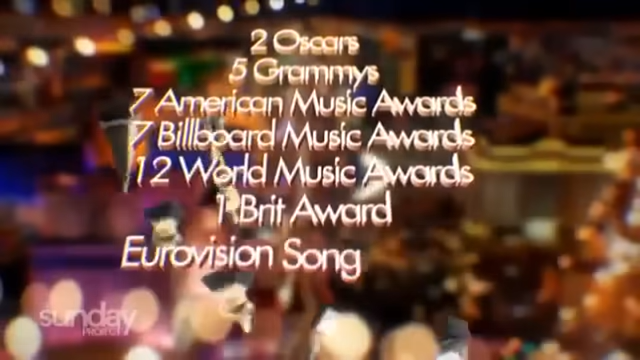 2 Oscars
5 Grammys
7 American Music Awards
7 Billboard Music Awards
12 World Music Awards
1 Brit Award
Eurovision Song
sunday
PROJECT